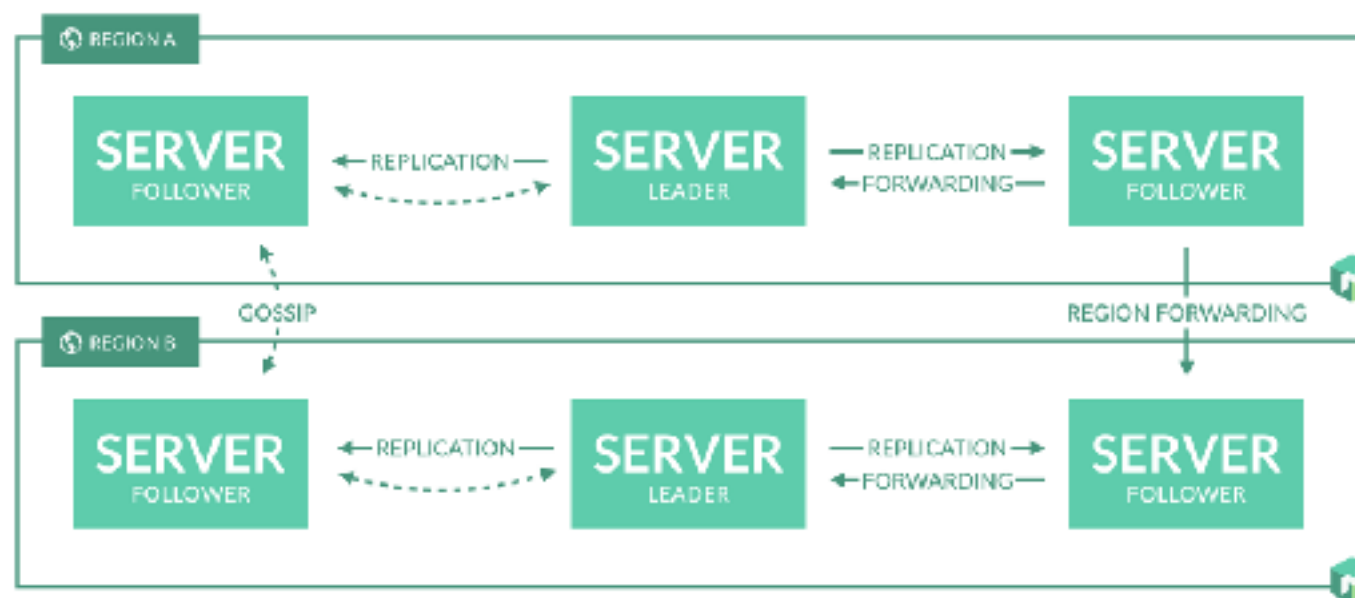 REGION A
SERVER
FOLLOWER
REPLICATION
SERVER
LEADER
REPLICATION
FORWARDING
SERVER
FOLLOWER
GOSSIP
REGION FORWARDING
REGION B
SERVER
FOLLOWER
REPLICATION
SERVER
LEADER
REPLICATION
FORWARDING
SERVER
FOLLOWER